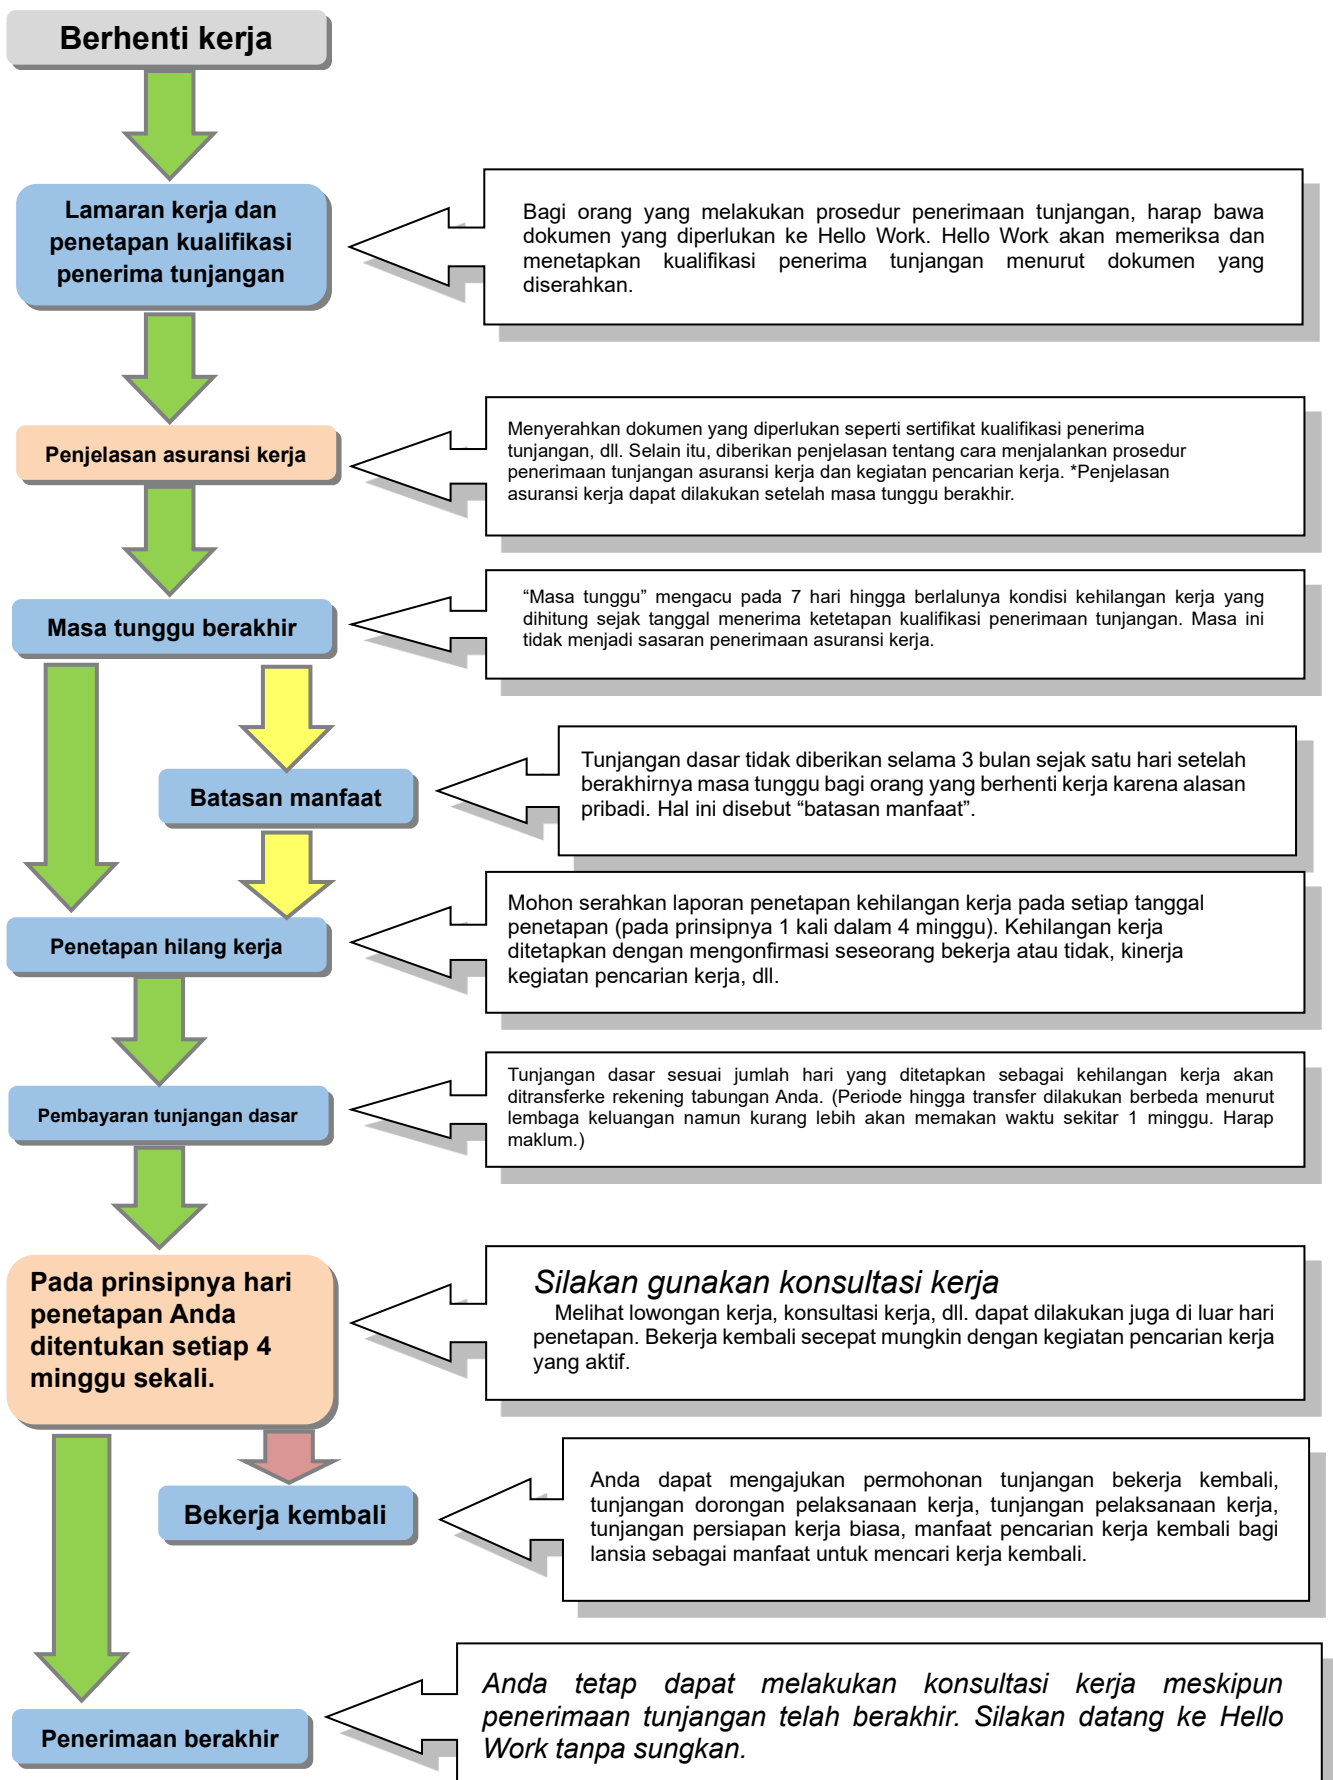 Berhenti kerja
Lamaran kerja dan
penetapan kualifikasi
penerima tunjangan
Bagi orang yang melakukan prosedur penerimaan tunjangan, harap bawa
dokumen yang diperlukan ke Hello Work. Hello Work akan memeriksa dan
menetapkan kualifikasi penerima tunjangan menurut dokumen yang
diserahkan.
Penjelasan asuransi kerja
Menyerahkan dokumen yang diperlukan seperti sertifikat kualifikasi penerima
tunjangan, dll. Selain itu, diberikan penjelasan tentang cara menjalankan prosedur
penerimaan tunjangan asuransi kerja dan kegiatan pencarian kerja. *Penjelasan
asuransi kerja dapat dilakukan setelah masa tunggu berakhir.
Masa tunggu berakhir
“Masa tunggu” mengacu pada 7 hari hingga berlalunya kondisi kehilangan kerja yang
dihitung sejak tanggal menerima ketetapan kualifikasi penerimaan tunjangan. Masa ini
tidak menjadi sasaran penerimaan asuransi kerja.
Batasan manfaat
Tunjangan dasar tidak diberikan selama 3 bulan sejak satu hari setelah
berakhirnya masa tunggu bagi orang yang berhenti kerja karena alasan
pribadi. Hal ini disebut “batasan manfaat”.
Penetapan hilang kerja
Mohon serahkan laporan penetapan kehilangan kerja pada setiap tanggal
penetapan (pada prinsipnya 1 kali dalam 4 minggu). Kehilangan kerja
ditetapkan dengan mengonfirmasi seseorang bekerja atau tidak, kinerja
kegiatan pencarian kerja, dll.
Pembayaran tunjangan dasar
Tunjangan dasar sesuai jumlah hari yang ditetapkan sebagai kehilangan kerja akan
ditransferke rekening tabungan Anda. (Periode hingga transfer dilakukan berbeda menurut
lembaga keluangan namun kurang lebih akan memakan waktu sekitar 1 minggu. Harap
maklum.)
Pada prinsipnya hari
penetapan Anda
ditentukan setiap 4
minggu sekali.
Silakan gunakan konsultasi kerja
Melihat lowongan kerja, konsultasi kerja, dll. dapat dilakukan juga di luar hari
penetapan. Bekerja kembali secepat mungkin dengan kegiatan pencarian kerja
yang aktif.
Bekerja kembali
Anda dapat mengajukan permohonan tunjangan bekerja kembali,
tunjangan dorongan pelaksanaan kerja, tunjangan pelaksanaan kerja,
tunjangan persiapan kerja biasa, manfaat pencarian kerja kembali bagi
lansia sebagai manfaat untuk mencari kerja kembali.
Penerimaan berakhir
Anda tetap dapat melakukan konsultasi kerja meskipun
penerimaan tunjangan telah berakhir. Silakan datang ke Hello
Work tanpa sungkan.